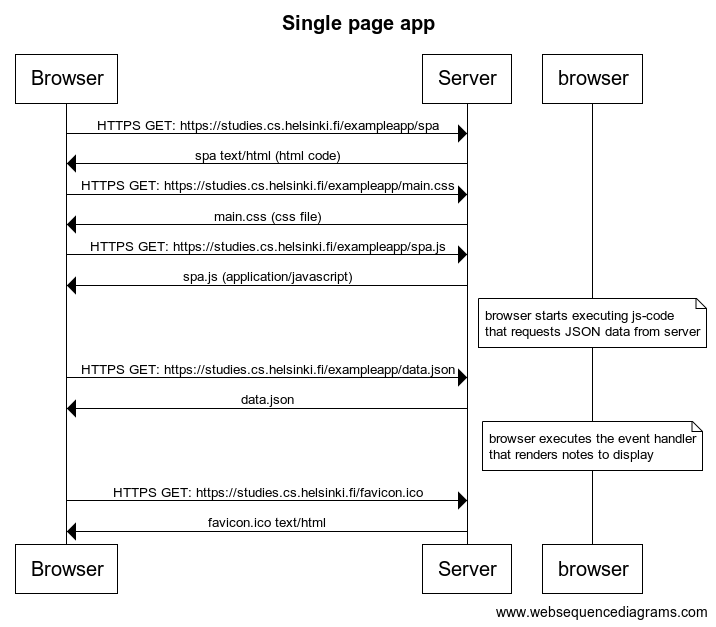 Single page app
Browser
Server
browser
HTTPS GET: https://studies.cs.helsinki.fi/exampleapp/spa
spa text/html (html code)
HTTPS GET: https://studies.cs.helsinki.fi/exampleapp/main.css
main.css (css file)
HTTPS GET: https://studies.cs.helsinki.fi/exampleapp/spa.js
spa.js (application/javascript)
browser starts executing js-code
that requests JSON data from server
HTTPS GET: https://studies.cs.helsinki.fi/exampleapp/data.json
data.json
browser executes the event handler
that renders notes to display
HTTPS GET: https://studies.cs.helsinki.fi/favicon.ico
favicon.ico text/html
Browser
Server
browser
www.websequencediagrams.com